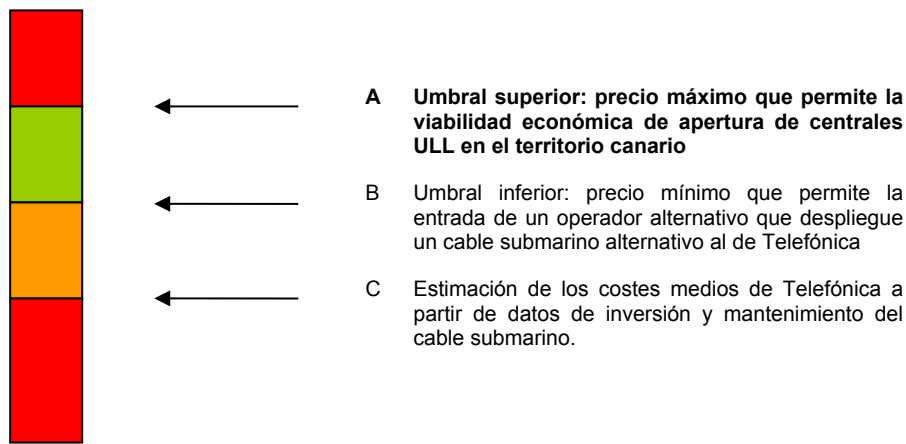 A Umbral superior: precio máximo que permite la
viabilidad económica de apertura de centrales
ULL en el territorio canario
B Umbral inferior: precio mínimo que permite la
entrada de un operador alternativo que despliegue
un cable submarino alternativo al de Telefónica
C Estimación de los costes medios de Telefónica a
partir de datos de inversión y mantenimiento del
cable submarino.